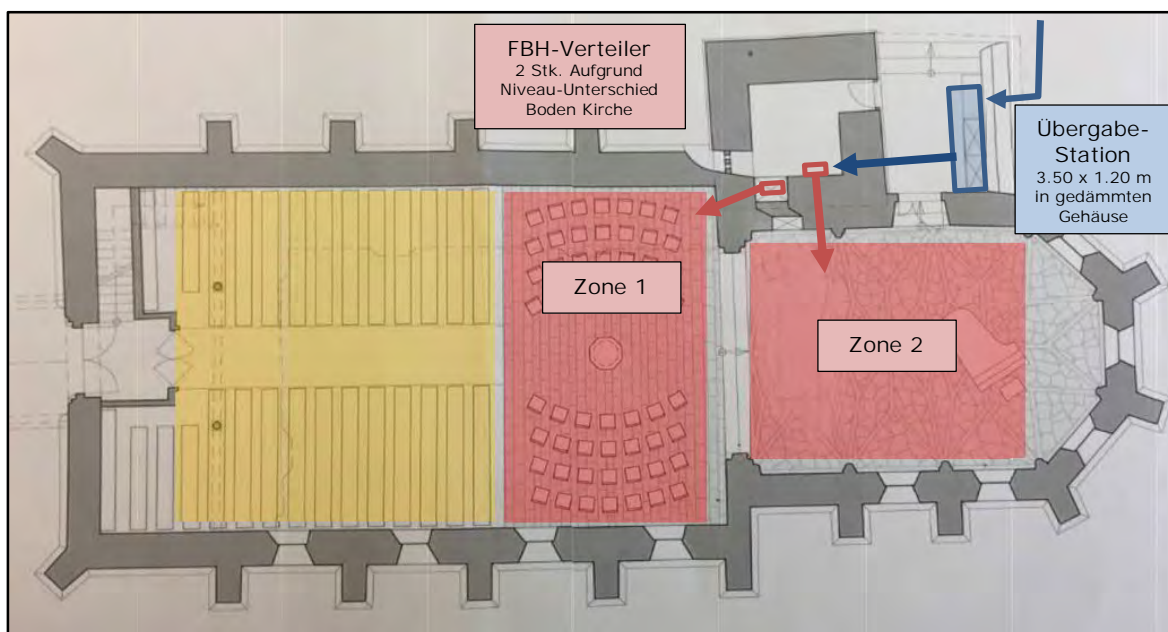 FBH-Verteiler
2 Stk. Aufgrund
Niveau-Unterschied
Boden Kirche
Übergabe-
Station
3.50 x 1.20 m
in gedämmten
Gehäuse
Zone 1
Zone 2